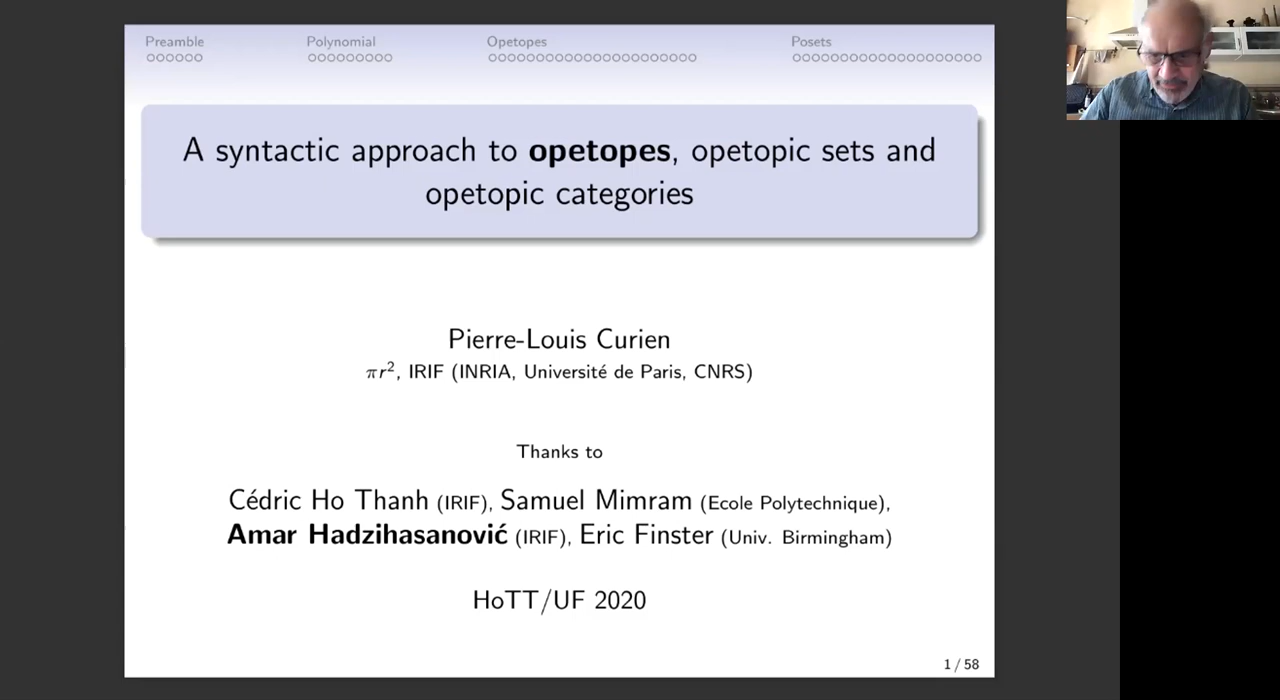 Preamble Polynomial Opetopes Posets
A syntactic approach to opetopes, opetopic sets and
opetopic categories
Pierre-Louis Curien
πr², IRIF (INRIA, Université de Paris, CNRS)
Thanks to
Cédric Ho Thanh (IRIF), Samuel Mimram (Ecole Polytechnique),
Amar Hadzihasanović (IRIF), Eric Finster (Univ. Birmingham)
HoTT/UF 2020
1 / 58